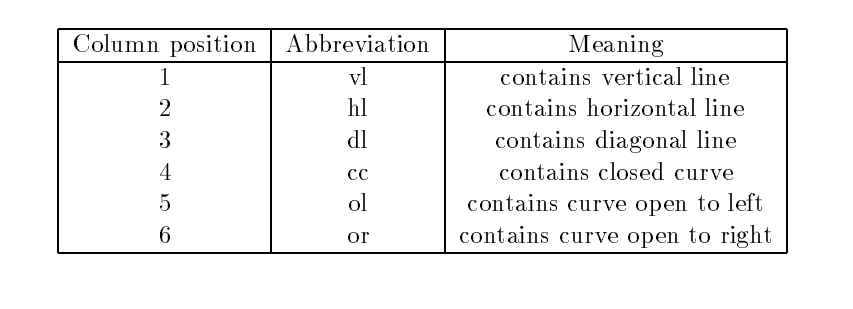 Column position Abbreviation Meaning
1 vl contains vertical line
2 hl contains horizontal line
3 dl contains diagonal line
4 cc contains closed curve
5 ol contains curve open to left
6 or contains curve open to right